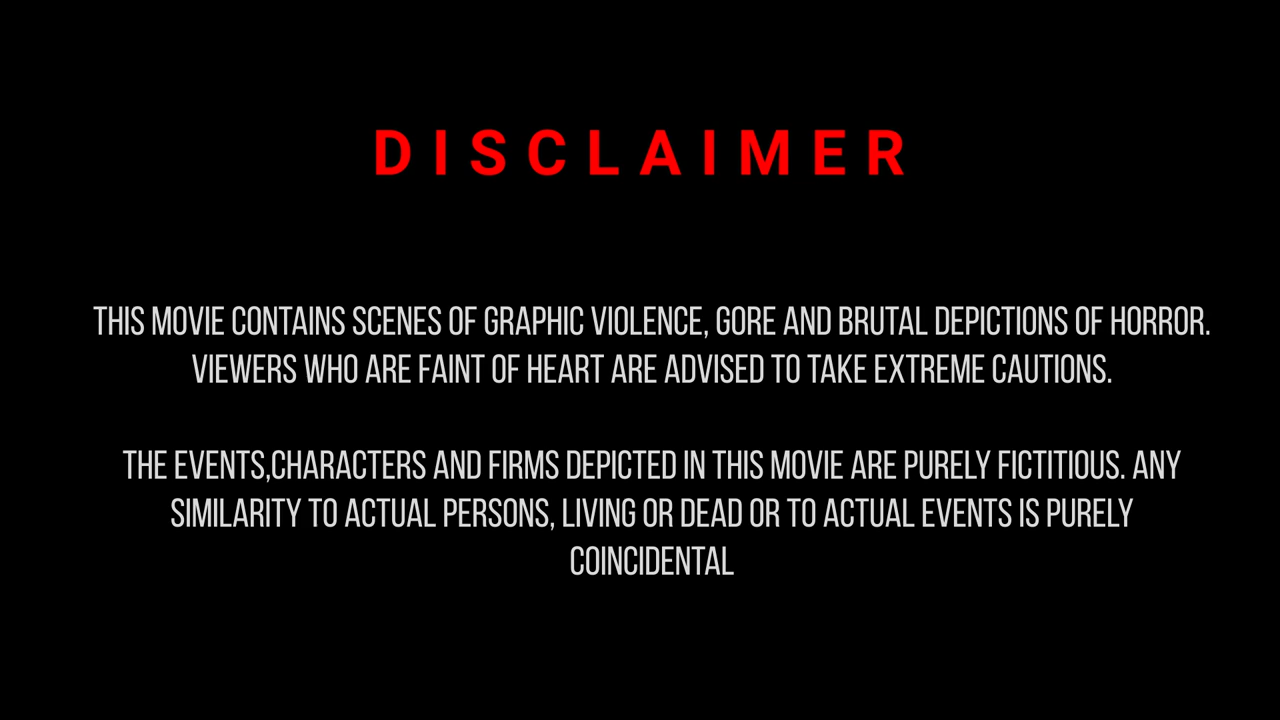 DISCLAIMER
THIS MOVIE CONTAINS SCENES OF GRAPHIC VIOLENCE, GORE AND BRUTAL DEPICTIONS OF HORROR.
VIEWERS WHO ARE FAINT OF HEART ARE ADVISED TO TAKE EXTREME CAUTIONS.
THE EVENTS,CHARACTERS AND FIRMS DEPICTED IN THIS MOVIE ARE PURELY FICTITIOUS. ANY
SIMILARITY TO ACTUAL PERSONS, LIVING OR DEAD OR TO ACTUAL EVENTS IS PURELY
COINCIDENTAL